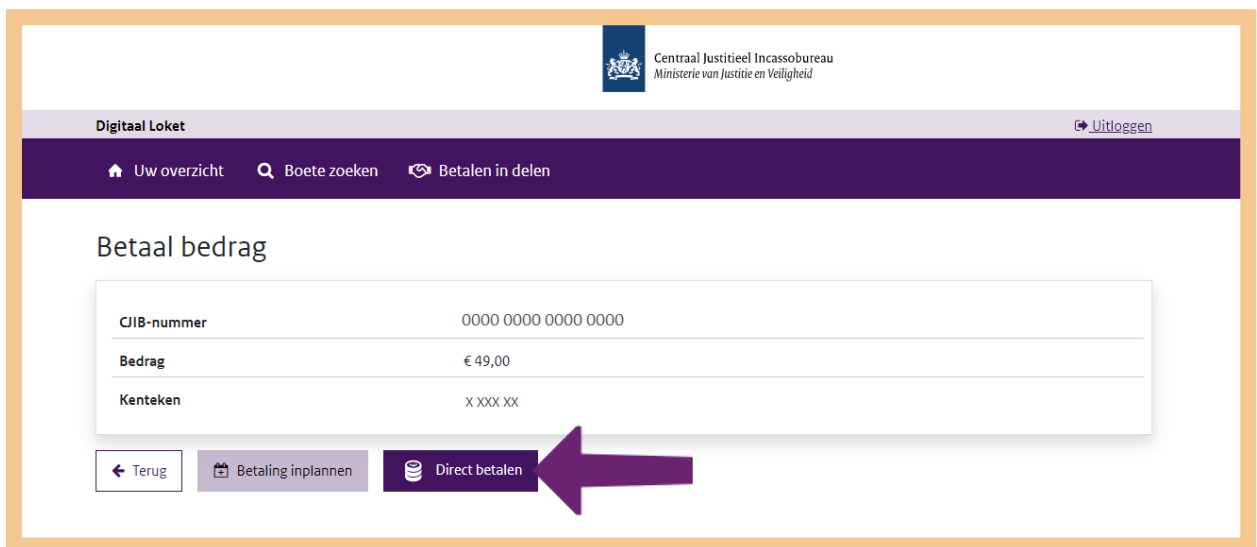 Centraal Justitieel Incassobureau
Ministerie van Justitie en Veiligheid
Digitaal Loket
Uitloggen
Uw overzicht
Boete zoeken
Betalen in delen
Betaal bedrag
CJIB-nummer 0000 0000 0000 0000
Bedrag € 49,00
Kenteken X XXX XX
Terug
Betaling inplannen
Direct betalen